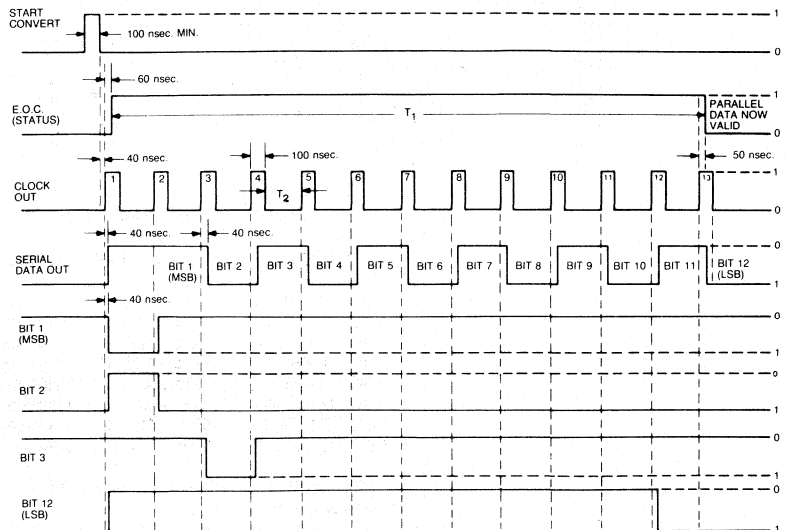 START CONVERT
100 nsec. MIN.
1
0
60 nsec.
E.O.C. (STATUS)
T1
PARALLEL DATA NOW VALID
1
0
40 nsec.
100 nsec.
50 nsec.
CLOCK OUT
1 2 3 4 5 6 7 8 9 10 11 12 13
T2
1
0
40 nsec.
40 nsec.
SERIAL DATA OUT
BIT 1 (MSB)
BIT 2
BIT 3
BIT 4
BIT 5
BIT 6
BIT 7
BIT 8
BIT 9
BIT 10
BIT 11
BIT 12 (LSB)
0
1
40 nsec.
BIT 1 (MSB)
0
1
BIT 2
0
1
BIT 3
0
1
BIT 12 (LSB)
0
1